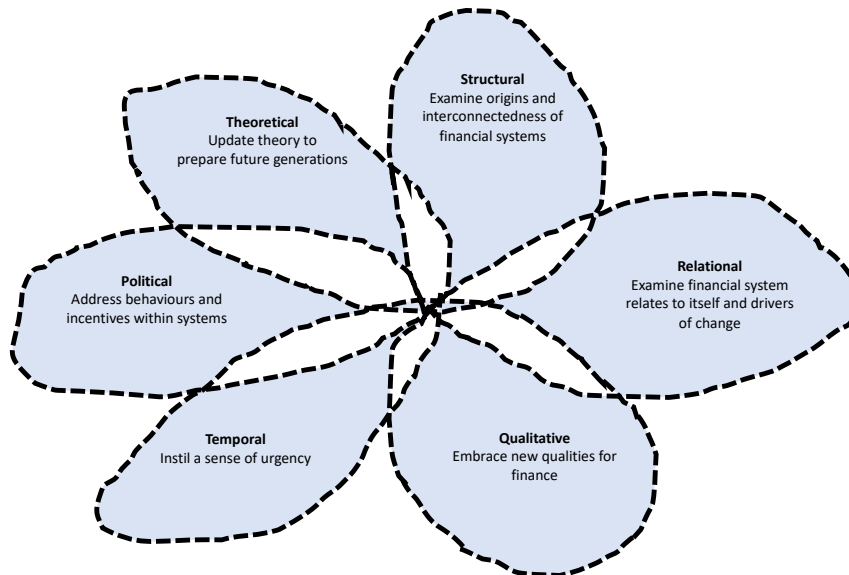 Structural
Examine origins and
interconnectedness of
financial systems
Theoretical
Update theory to
prepare future generations
Relational
Examine financial system
relates to itself and drivers
of change
Political
Address behaviours and
incentives within systems
Temporal
Instil a sense of urgency
Qualitative
Embrace new qualities for
finance